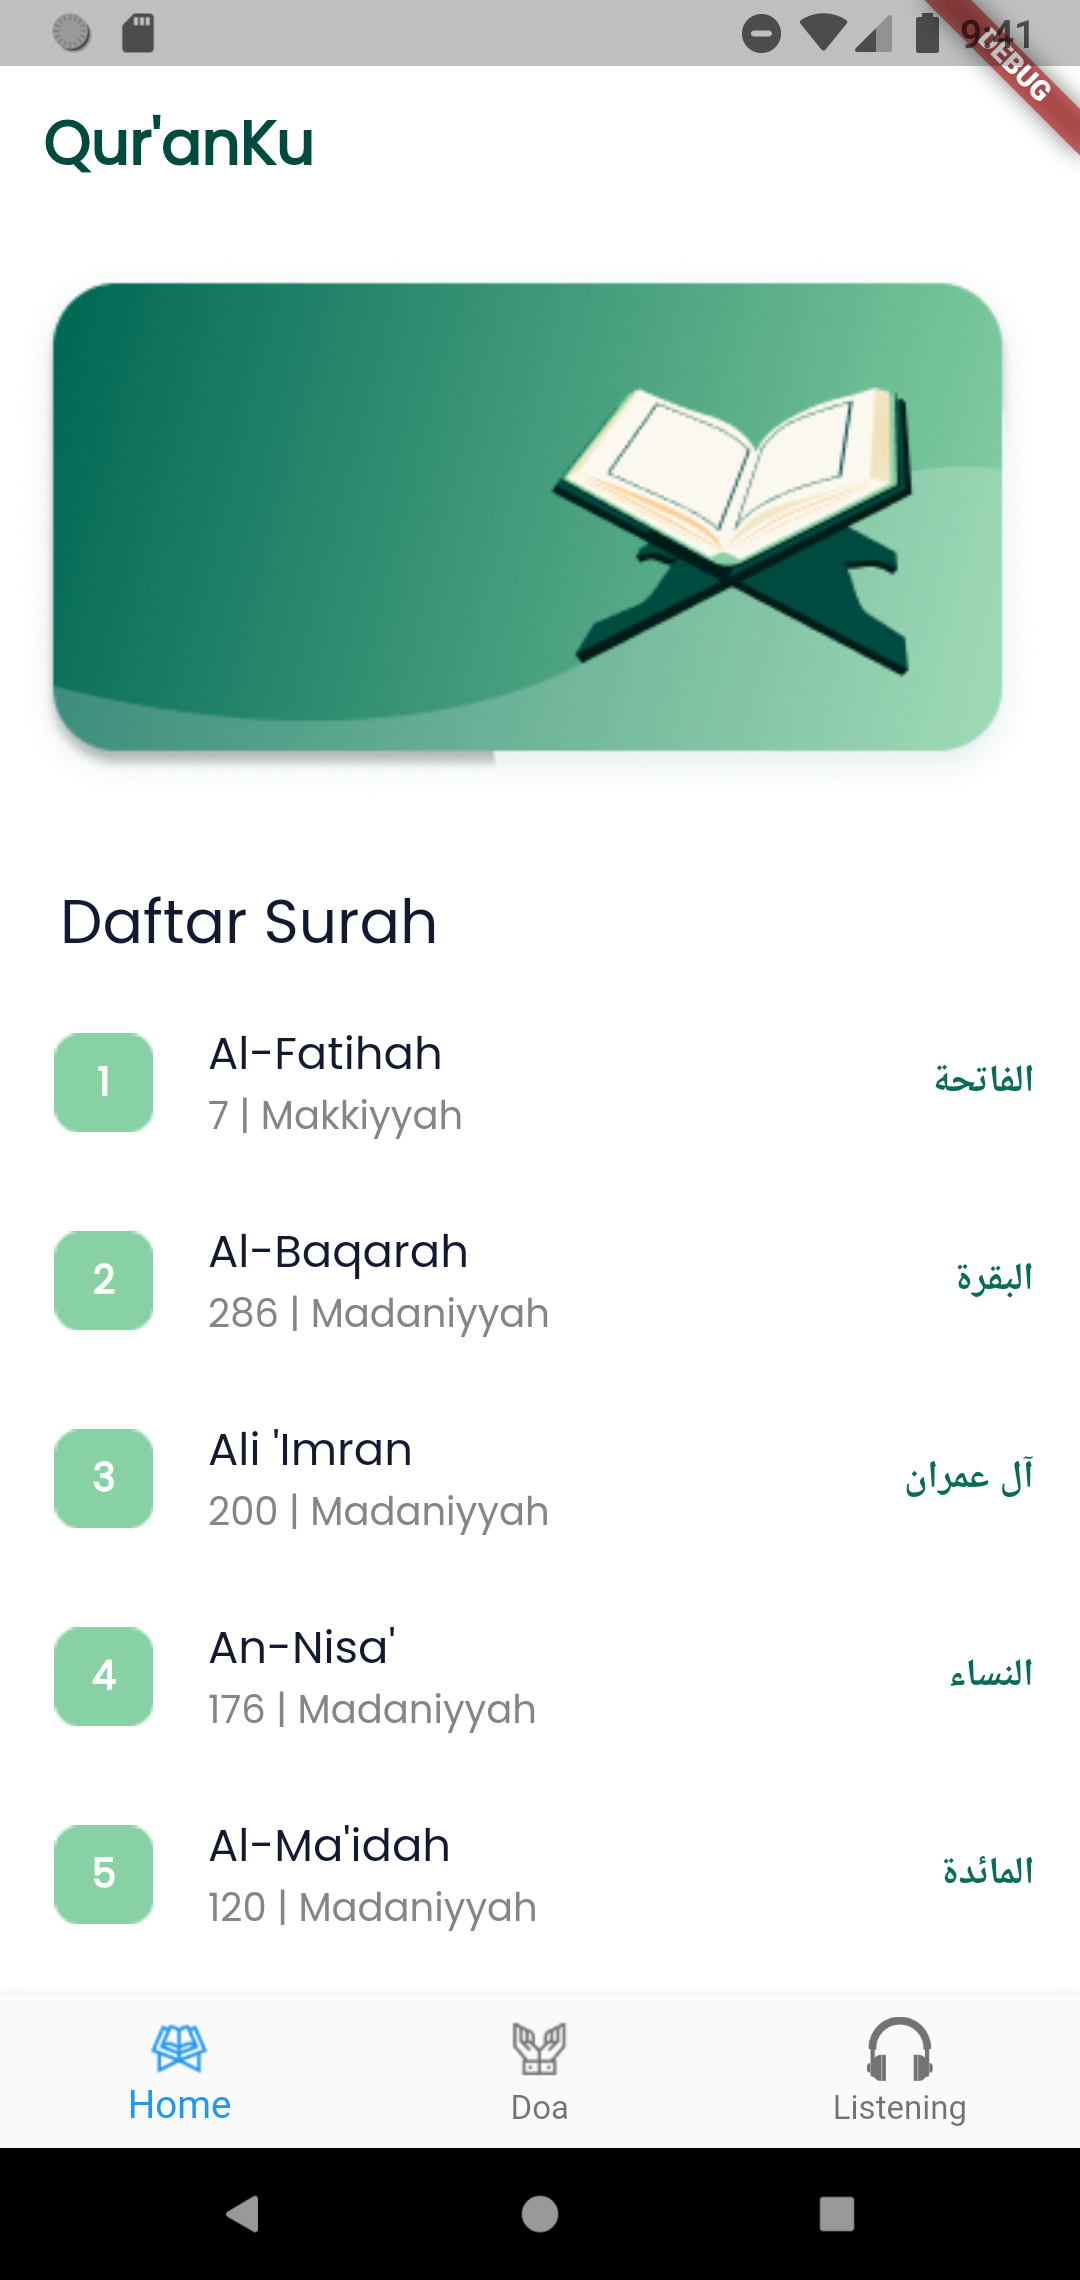 9:41
DEBUG
Qur'anKu
Daftar Surah
1
Al-Fatihah
7 | Makkiyyah
الفاتحة
2
Al-Baqarah
286 | Madaniyyah
البقرة
3
Ali 'Imran
200 | Madaniyyah
آل عمران
4
An-Nisa'
176 | Madaniyyah
النساء
5
Al-Ma'idah
120 | Madaniyyah
المائدة
Home
Doa
Listening